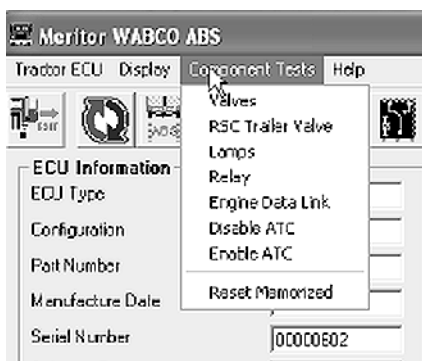 Meritor WABCO ABS
Tractor ECU Display Component Tests Help
EXIT
Valves
RSC Trailer Valve
Lamps
Relay
Engine Data Link
Disable ATC
Enable ATC
Reset Memorized
ECU Information
ECU Type
Configuration
Part Number
Manufacture Date
Serial Number 00000602